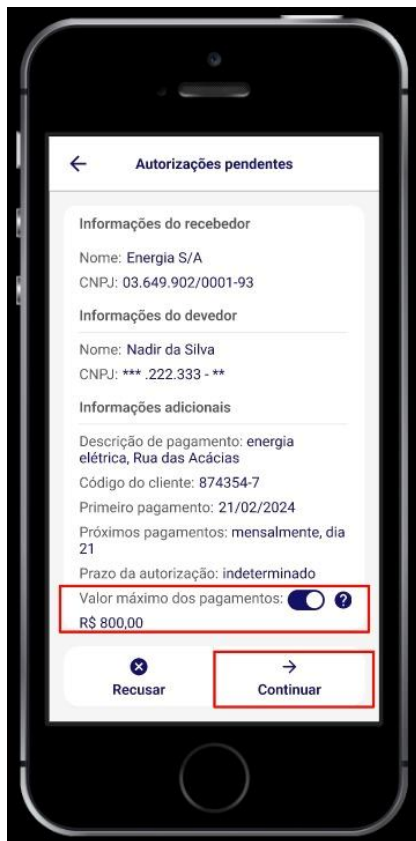 Autorizações pendentes
Informações do recebedor
Nome: Energia S/A
CNPJ: 03.649.902/0001-93
Informações do devedor
Nome: Nadir da Silva
CNPJ: *** .222.333 - **
Informações adicionais
Descrição de pagamento: energia
elétrica, Rua das Acácias
Código do cliente: 874354-7
Primeiro pagamento: 21/02/2024
Próximos pagamentos: mensalmente, dia
21
Prazo da autorização: indeterminado
Valor máximo dos pagamentos: ?
R$ 800,00
Recusar
Continuar